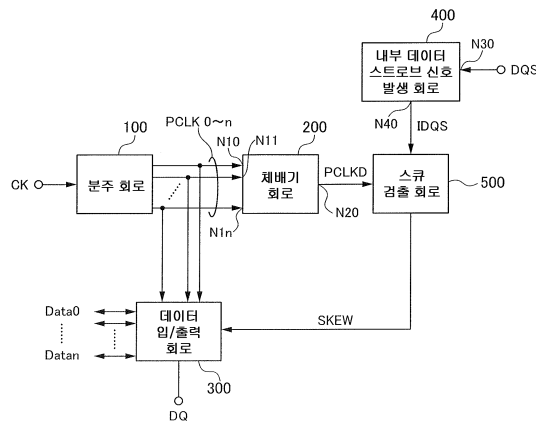 400
내부 데이터
스트로브 신호
발생 회로
N30
DQS
N40
IDQS
PCLK 0～n
N10
N11
200
100
CK
분주 회로
체배기
회로
PCLKD
N20
스큐
검출 회로
500
N1n
Data0
Datan
데이터
입/출력
회로
SKEW
300
DQ